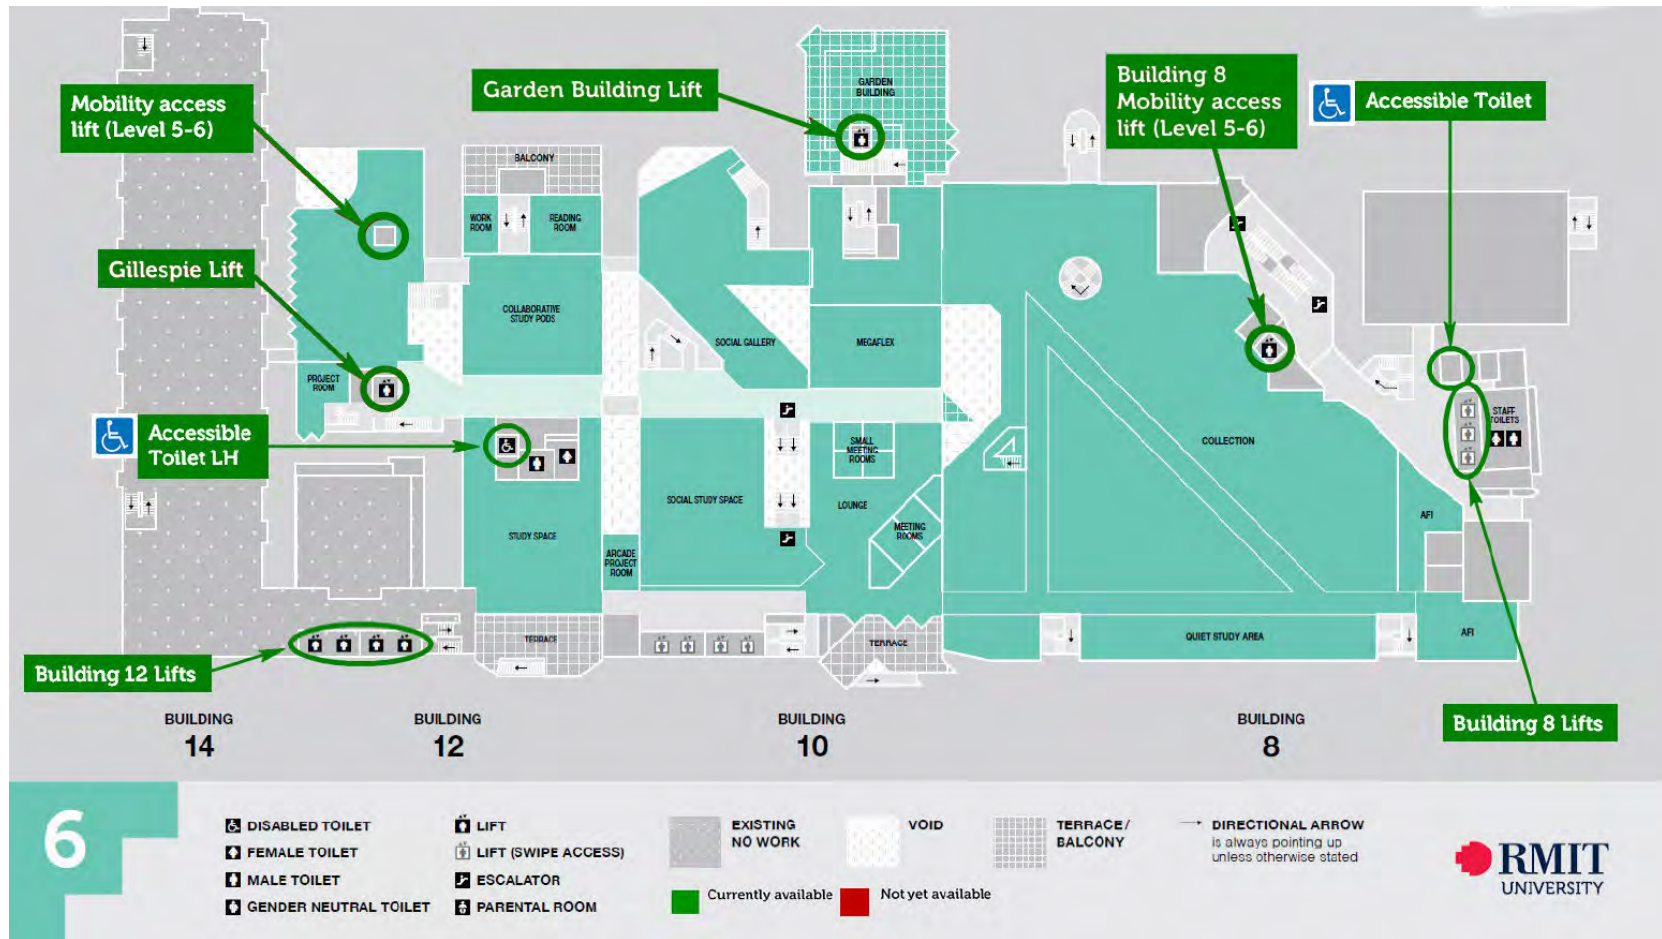 Mobility access
lift (Level 5-6)
Garden Building Lift
Building 8
Mobility access
lift (Level 5-6)
Accessible Toilet
GARDEN
BUILDING
BALCONY
WORK
ROOM
READING
ROOM
Gillespie Lift
COLLABORATIVE
STUDY PODS
SOCIAL GALLERY
MEGAFLEX
PROJECT
ROOM
Accessible
Toilet LH
SMALL
MEETING
ROOMS
COLLECTION
STAFF
TOILETS
SOCIAL STUDY SPACE
LOUNGE
MEETING
ROOMS
AFI
STUDY SPACE
ARCADE
PROJECT
ROOM
TERRACE
TERRACE
QUIET STUDY AREA
AFI
Building 12 Lifts
Building 8 Lifts
BUILDING
14
BUILDING
12
BUILDING
10
BUILDING
8
6
DISABLED TOILET
FEMALE TOILET
MALE TOILET
GENDER NEUTRAL TOILET
LIFT
LIFT (SWIPE ACCESS)
ESCALATOR
PARENTAL ROOM
EXISTING
NO WORK
VOID
TERRACE/
BALCONY
DIRECTIONAL ARROW
is always pointing up
unless otherwise stated
Currently available
Not yet available
RMIT
UNIVERSITY